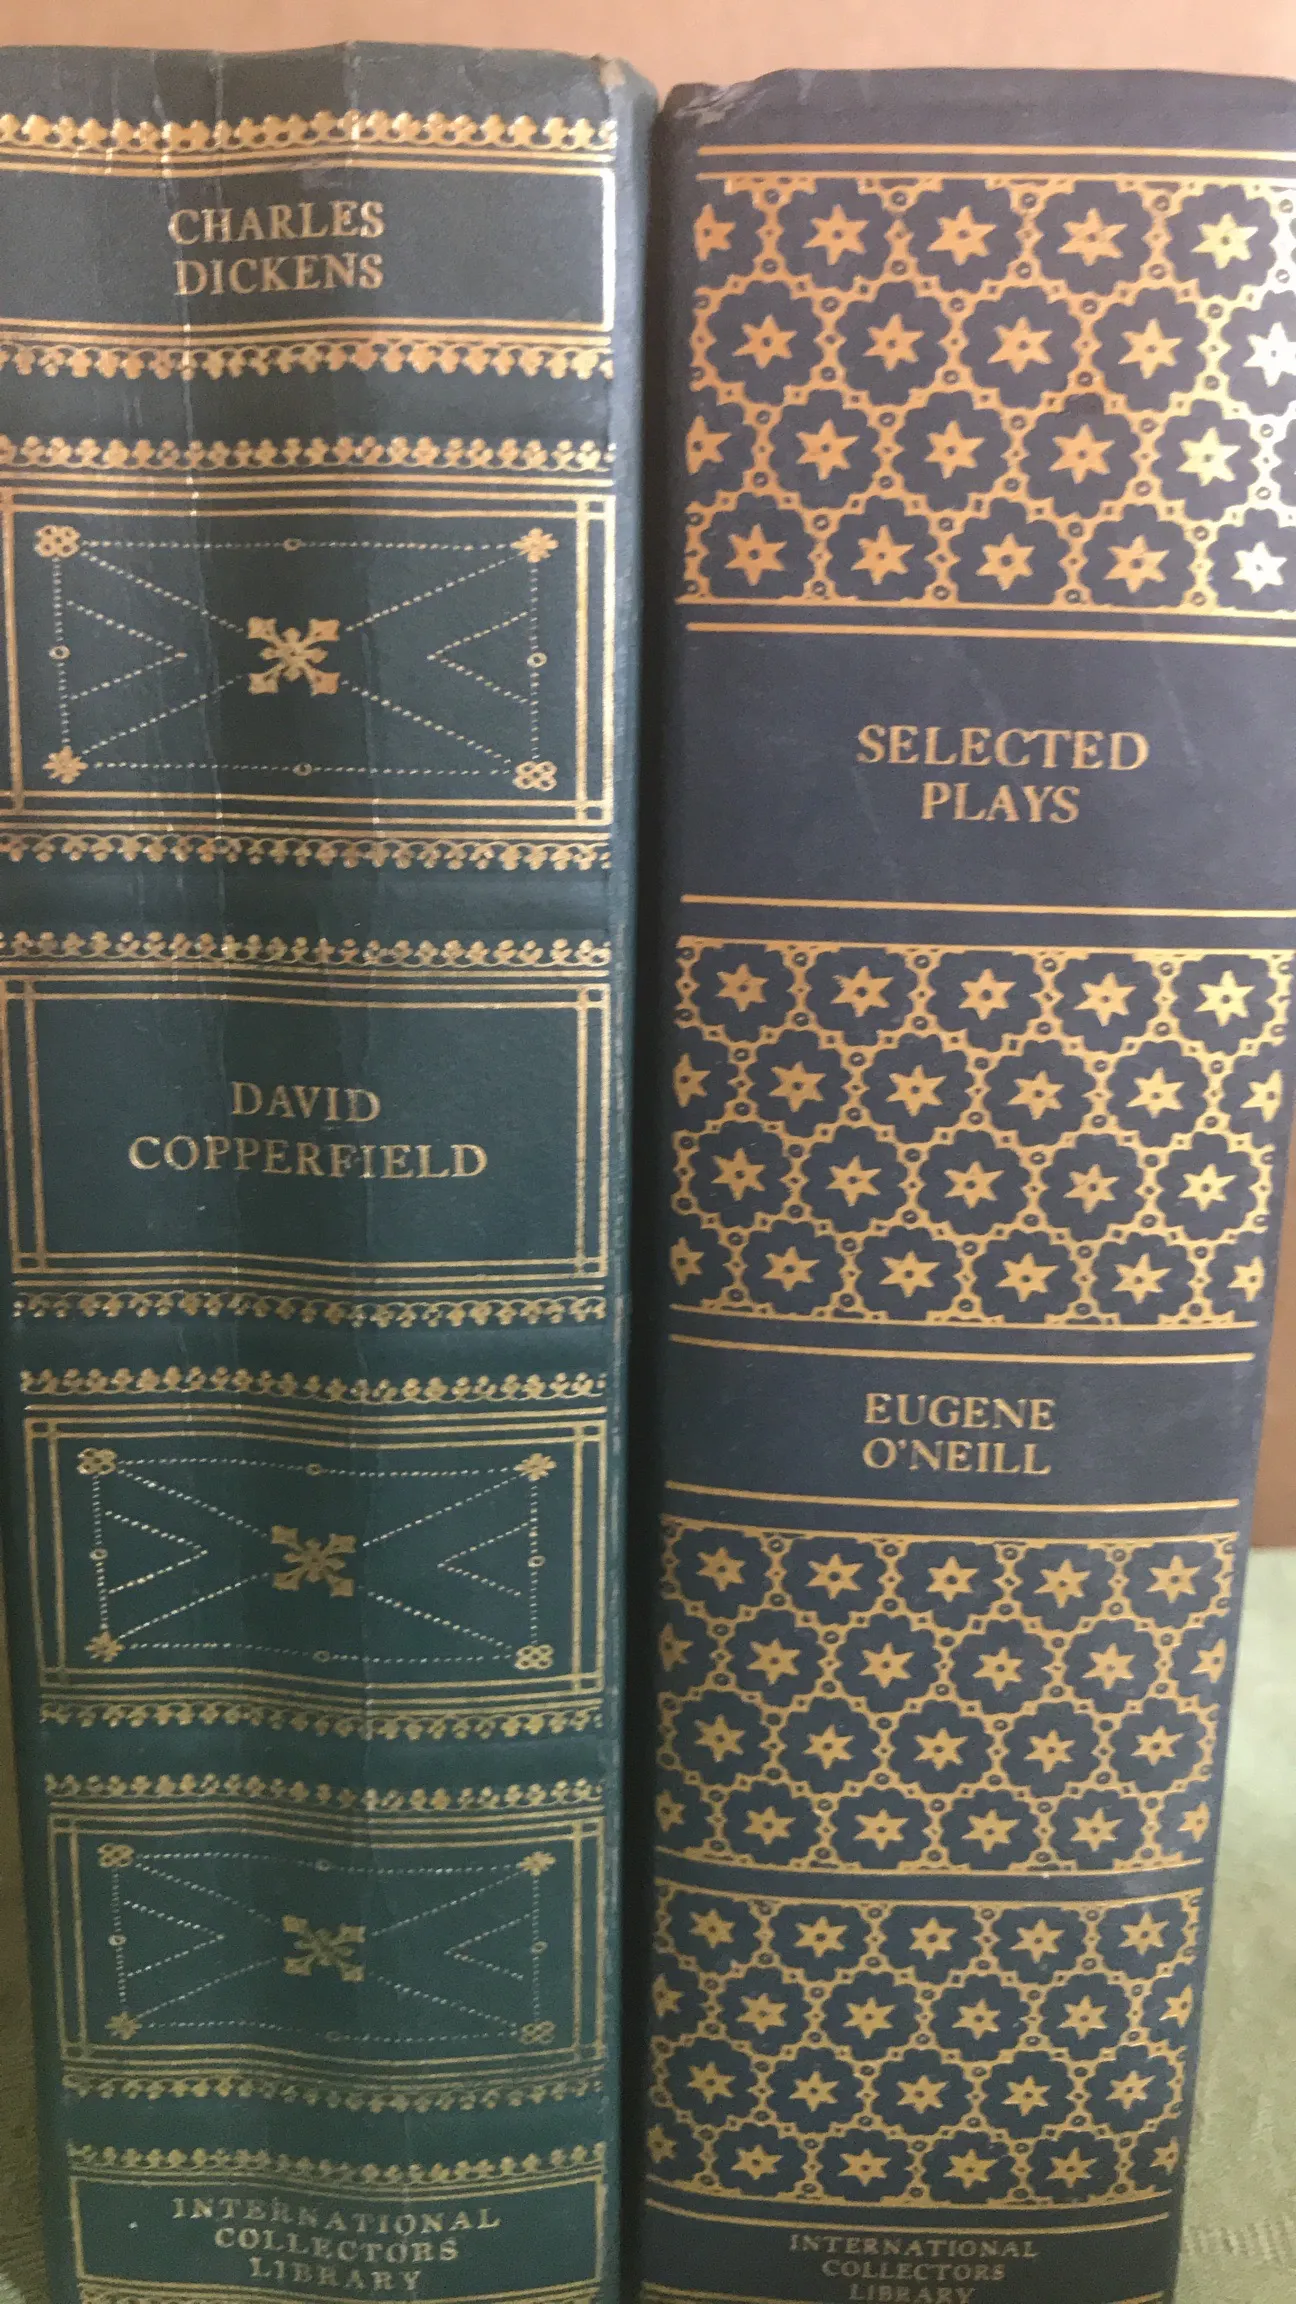 CHARLES
DICKENS
DAVID
COPPERFIELD
INTERNATIONAL
COLLECTORS
LIBRARY
SELECTED
PLAYS
EUGENE
O'NEILL
INTERNATIONAL
COLLECTORS
LIBRARY